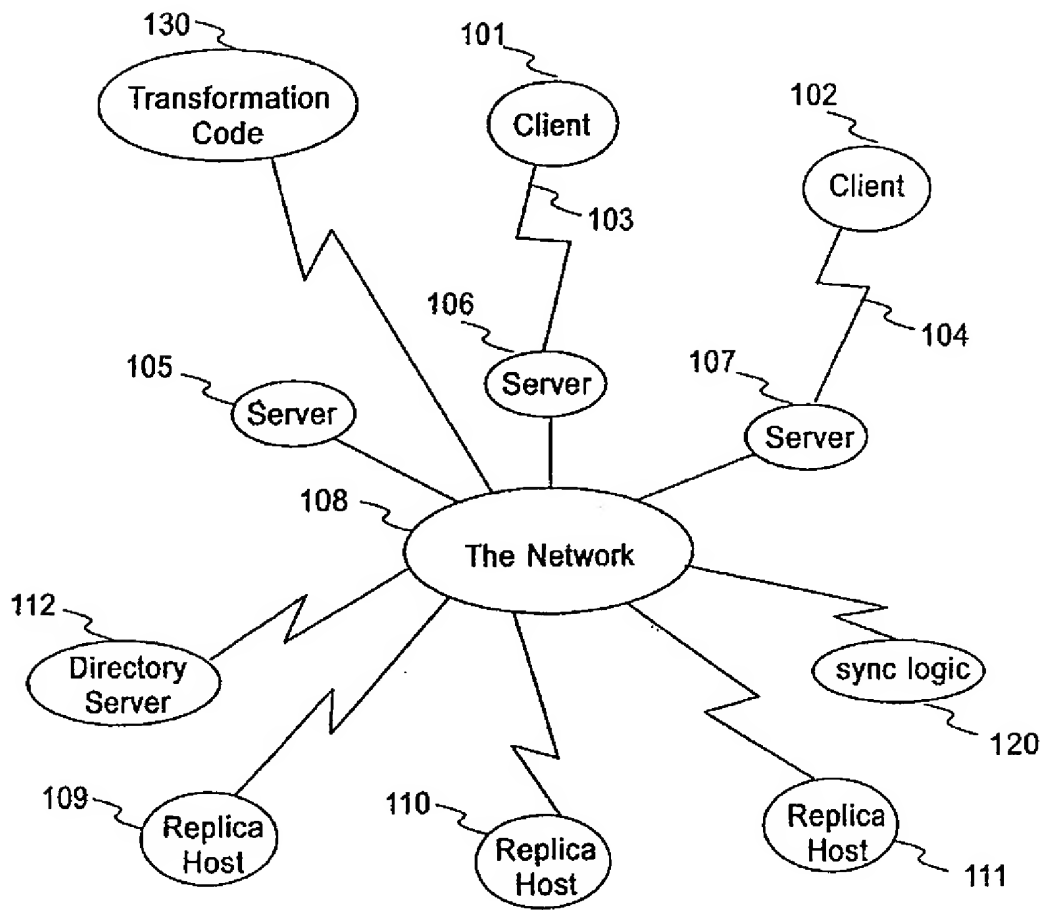 130
Transformation
Code
101
Client
102
Client
103
104
106
Server
105
Server
107
Server
108
The Network
112
Directory
Server
sync logic
120
109
Replica
Host
110
Replica
Host
Replica
Host
111